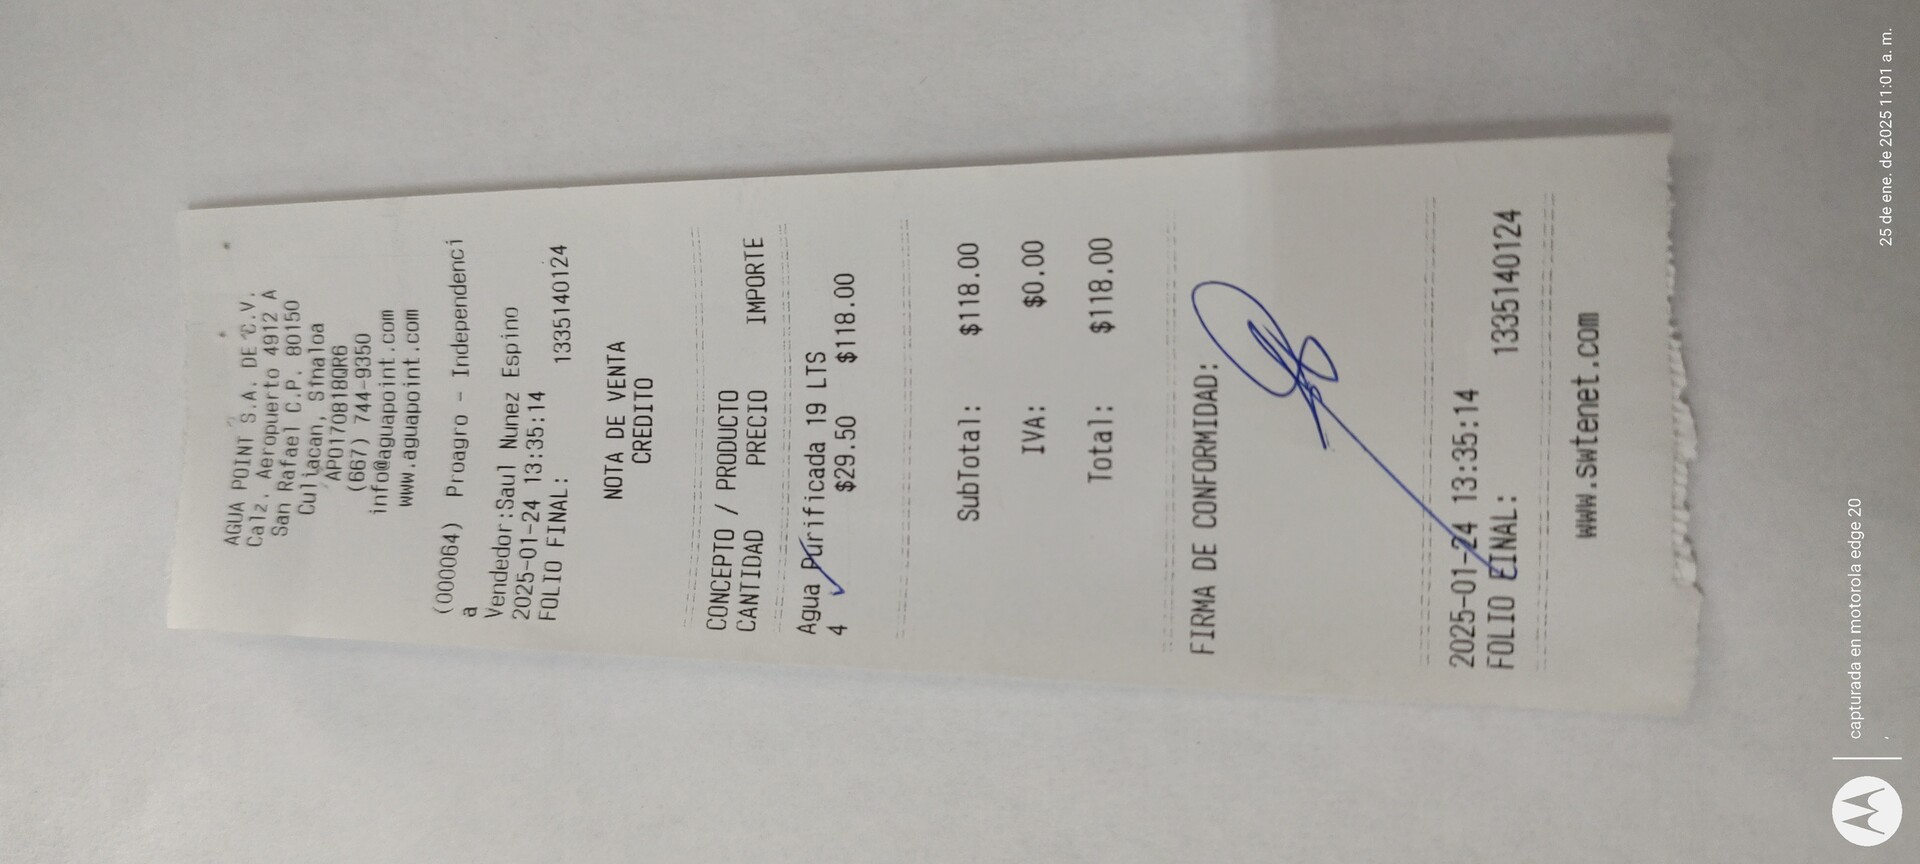 AGUA POINT S.A. DE C.V.
Calz. Aeropuerto 4912 A
San Rafael C.P. 80150
Culiacan, Sinaloa
APO170818QR6
(667) 744-9350
info@aguapoint.com
www.aguapoint.com
(000064) Proagro - Independenci
a
Vendedor:Saul Nunez Espino
2025-01-24 13:35:14
FOLIO FINAL: 1335140124
NOTA DE VENTA
CREDITO
CONCEPTO / PRODUCTO
CANTIDAD PRECIO IMPORTE
Agua Purificada 19 LTS
4 $29.50 $118.00
SubTotal: $118.00
IVA: $0.00
Total: $118.00
FIRMA DE CONFORMIDAD:
2025-01-24 13:35:14
FOLIO FINAL: 1335140124
www.swtenet.com
capturada en motorola edge 20
25 de ene. de 2025 11:01 a. m.